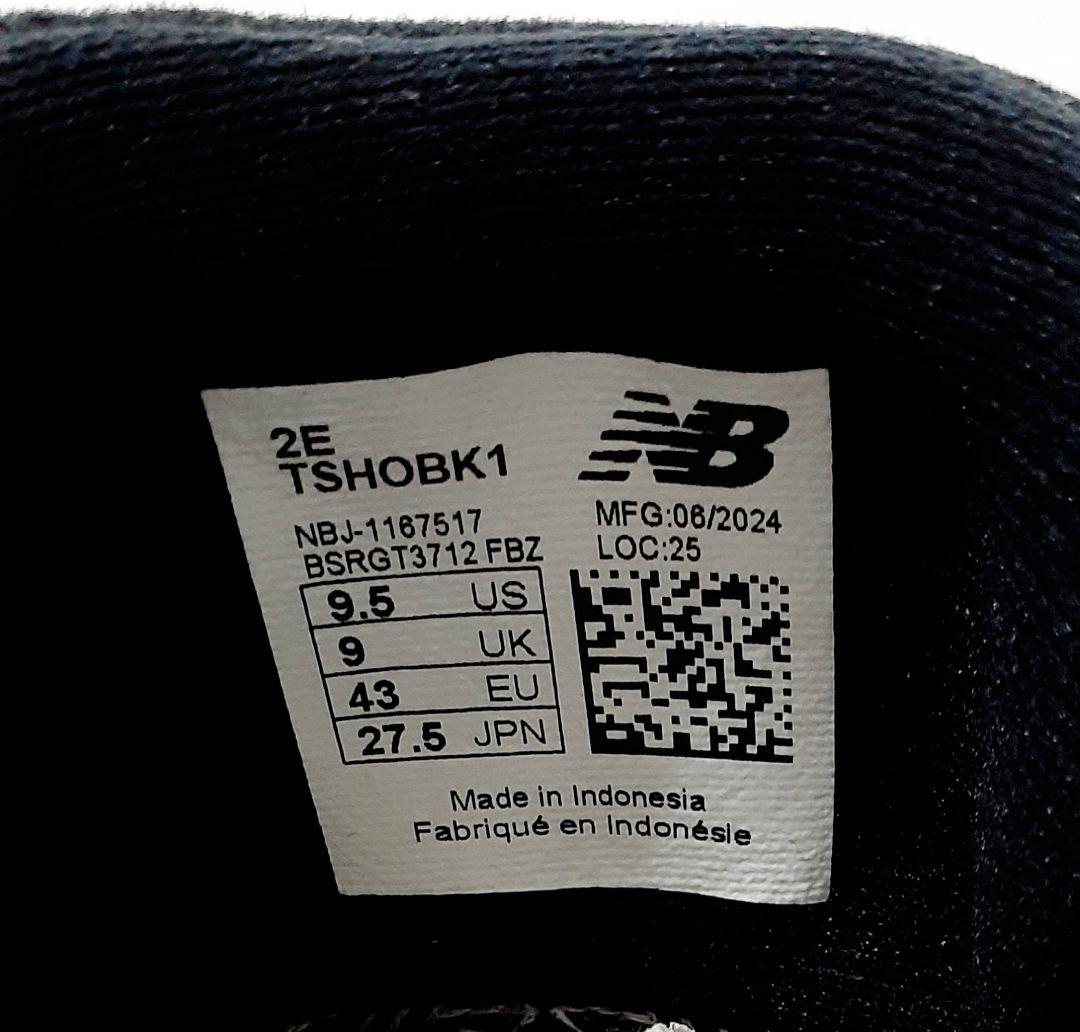 2E
TSHOBK1
NB
NBJ-1167517
BSRGT3712 FBZ
MFG:06/2024
LOC:25
9.5 US
9 UK
43 EU
27.5 JPN
Made in Indonesia
Fabriqué en Indonésie